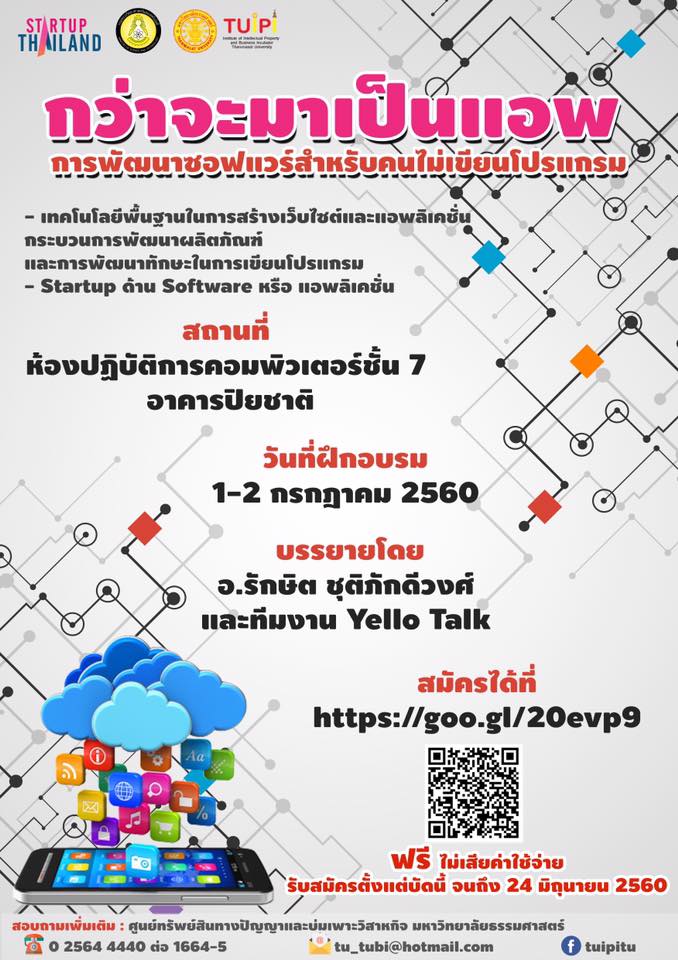 STARTUP
THAILAND
TUIPI
Institute of Intellectual Property
and Business Incubator
Thammasat University
กว่าจะมาเป็นแอพ
การพัฒนาซอฟแวร์สำหรับคนไม่เขียนโปรแกรม
- เทคโนโลยีพื้นฐานในการสร้างเว็บไซต์และแอพลิเคชั่น
กระบวนการพัฒนาผลิตภัณฑ์
และการพัฒนาทักษะในการเขียนโปรแกรม
- Startup ด้าน Software หรือ แอพลิเคชั่น
สถานที่
ห้องปฏิบัติการคอมพิวเตอร์ชั้น 7
อาคารปิยชาติ
วันที่ฝึกอบรม
1-2 กรกฎาคม 2560
บรรยายโดย
อ.รักษิต ชุติภักดีวงศ์
และทีมงาน Yello Talk
สมัครได้ที่
https://goo.gl/20evp9
Aa
%
ฟรี ไม่เสียค่าใช้จ่าย
รับสมัครตั้งแต่บัดนี้ จนถึง 24 มิถุนายน 2560
สอบถามเพิ่มเติม : ศูนย์ทรัพย์สินทางปัญญาและบ่มเพาะวิสาหกิจ มหาวิทยาลัยธรรมศาสตร์
0 2564 4440 ต่อ 1664-5
tu_tubi@hotmail.com
tuipitu